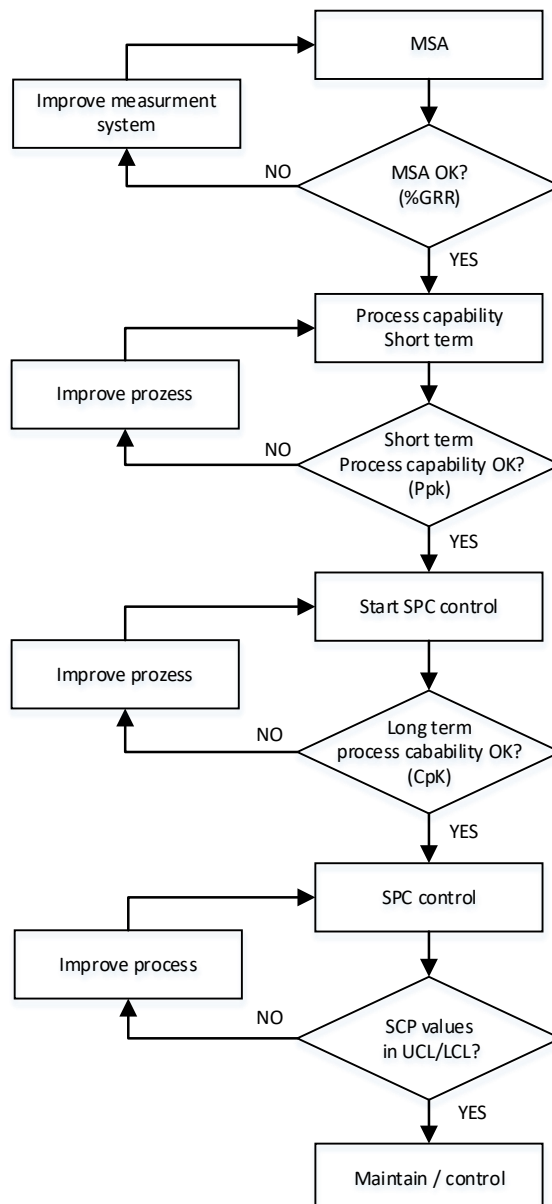 MSA
Improve measurment
system
MSA OK?
(%GRR)
NO
YES
Process capability
Short term
Improve prozess
Short term
Process capability OK?
(Ppk)
NO
YES
Start SPC control
Improve prozess
Long term
process cabability OK?
(CpK)
NO
YES
SPC control
Improve process
SCP values
in UCL/LCL?
NO
YES
Maintain / control